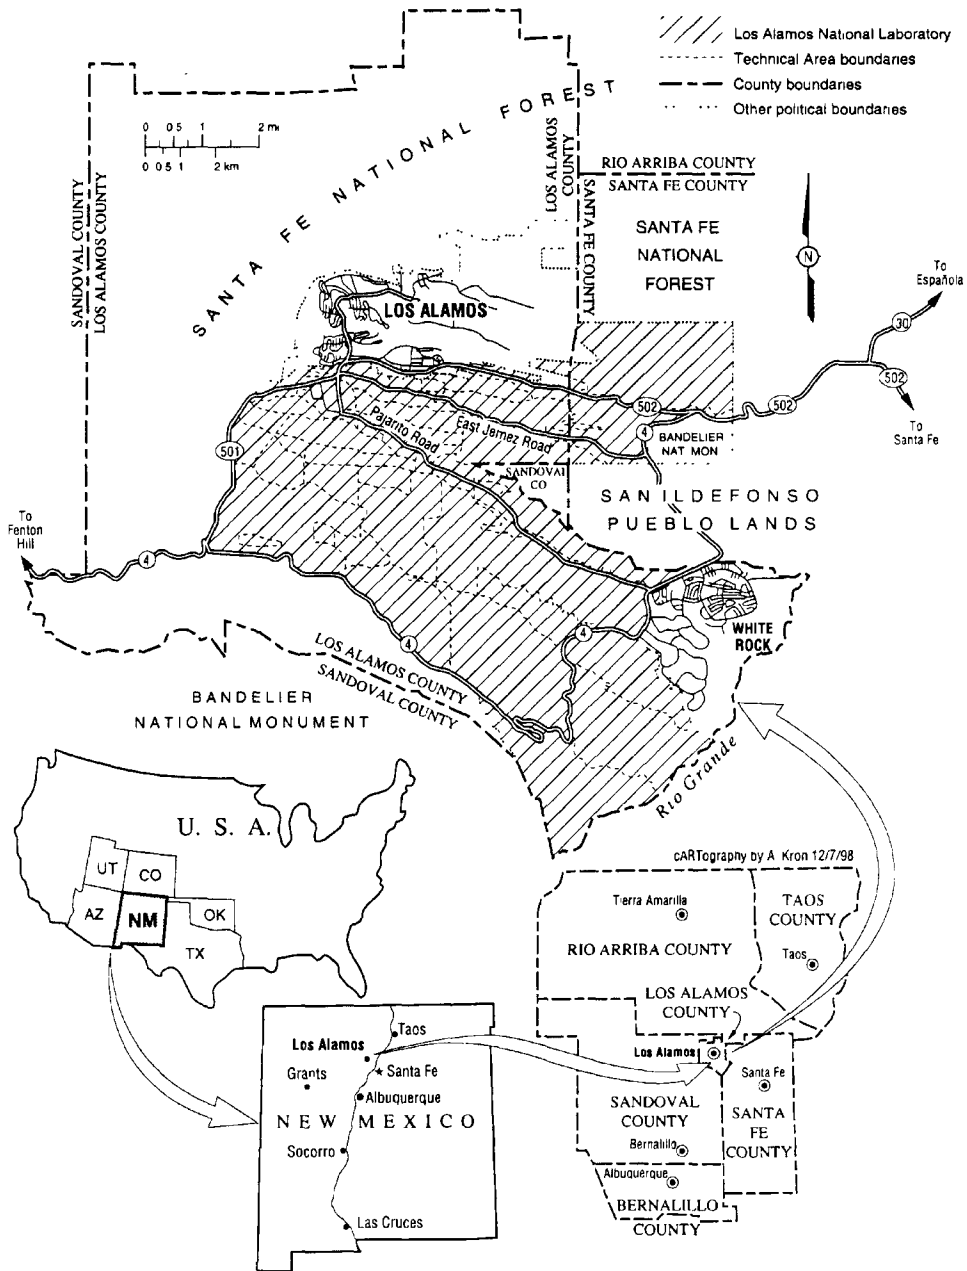 Los Alamos National Laboratory
Technical Area boundaries
County boundaries
Other political boundaries
0 0 5 1 2 mi
0 0 5 1 2 km
SANTA FE NATIONAL FOREST
SANDOVAL COUNTY
LOS ALAMOS COUNTY
LOS ALAMOS
COUNTY
SANTA FE COUNTY
RIO ARRIBA COUNTY
SANTA FE COUNTY
SANTA FE
NATIONAL
FOREST
N
To
Española
30
502
To
Santa Fe
LOS ALAMOS
502
502
4
501
Pajarito Road
East Jemez Road
BANDELIER
NAT MON
SANDOVAL
CO
SAN ILDEFONSO
PUEBLO LANDS
To
Fenton
Hill
4
4
4
WHITE
ROCK
LOS ALAMOS COUNTY
SANDOVAL COUNTY
BANDELIER
NATIONAL MONUMENT
Rio Grande
cARTography by A Kron 12/7/98
U. S. A.
UT
CO
AZ
NM
OK
TX
Taos
Los Alamos
Santa Fe
Grants
Albuquerque
NEW MEXICO
Socorro
Las Cruces
Tierra Amarilla
RIO ARRIBA COUNTY
TAOS
COUNTY
Taos
LOS ALAMOS
COUNTY
Los Alamos
Santa Fe
SANDOVAL
COUNTY
SANTA
FE
COUNTY
Bernalillo
Albuquerque
BERNALILLO
COUNTY